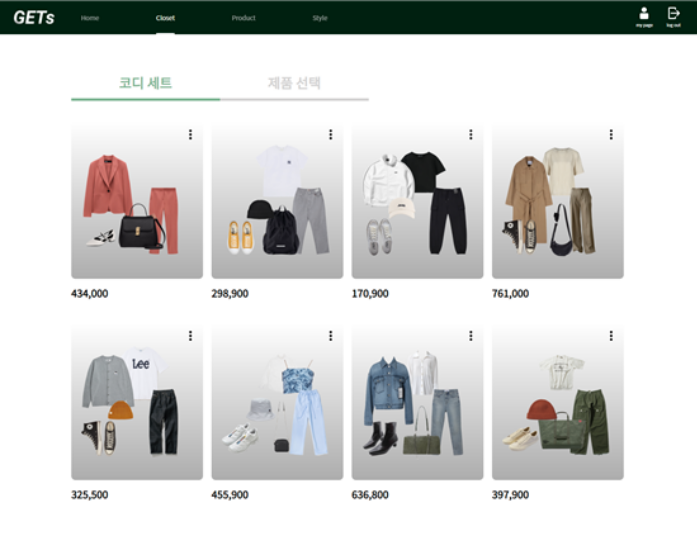 GETs Home Closet Product Style
my page log out
코디 세트 제품 선택
434,000 298,900 170,900 761,000
Lee
325,500 455,900 636,800 397,900